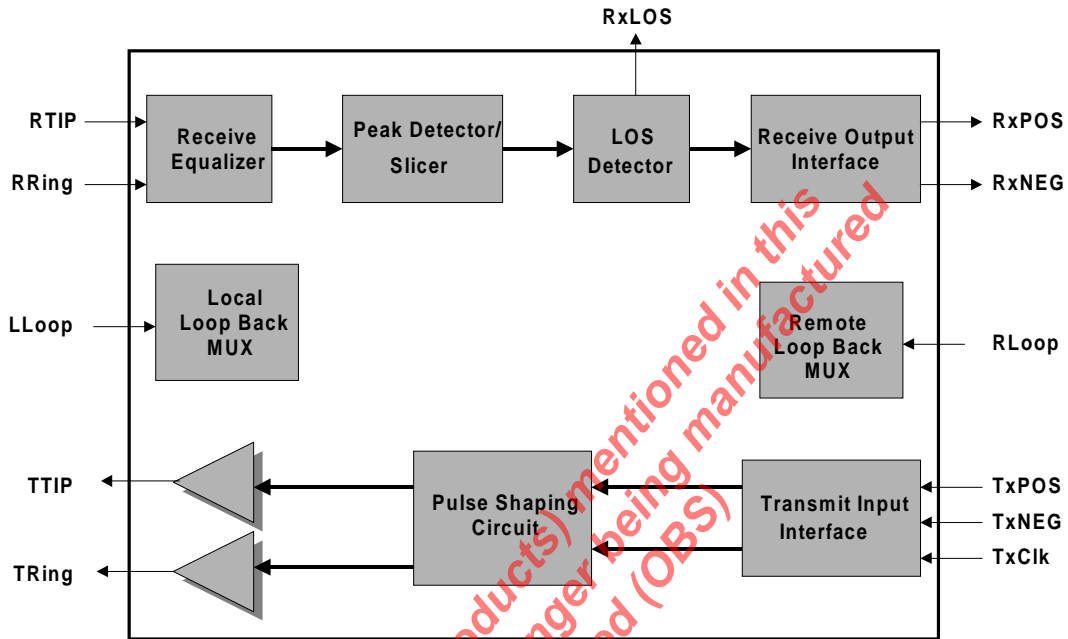 RxLOS
RTIP
RRing
Receive
Equalizer
Peak Detector/
Slicer
LOS
Detector
Receive Output
Interface
RxPOS
RxNEG
LLoop
Local
Loop Back
MUX
Remote
Loop Back
MUX
RLoop
TTIP
TRing
Pulse Shaping
Circuit
Transmit Input
Interface
TxPOS
TxNEG
TxClk
mentioned in this
being manufactured
(OBS)